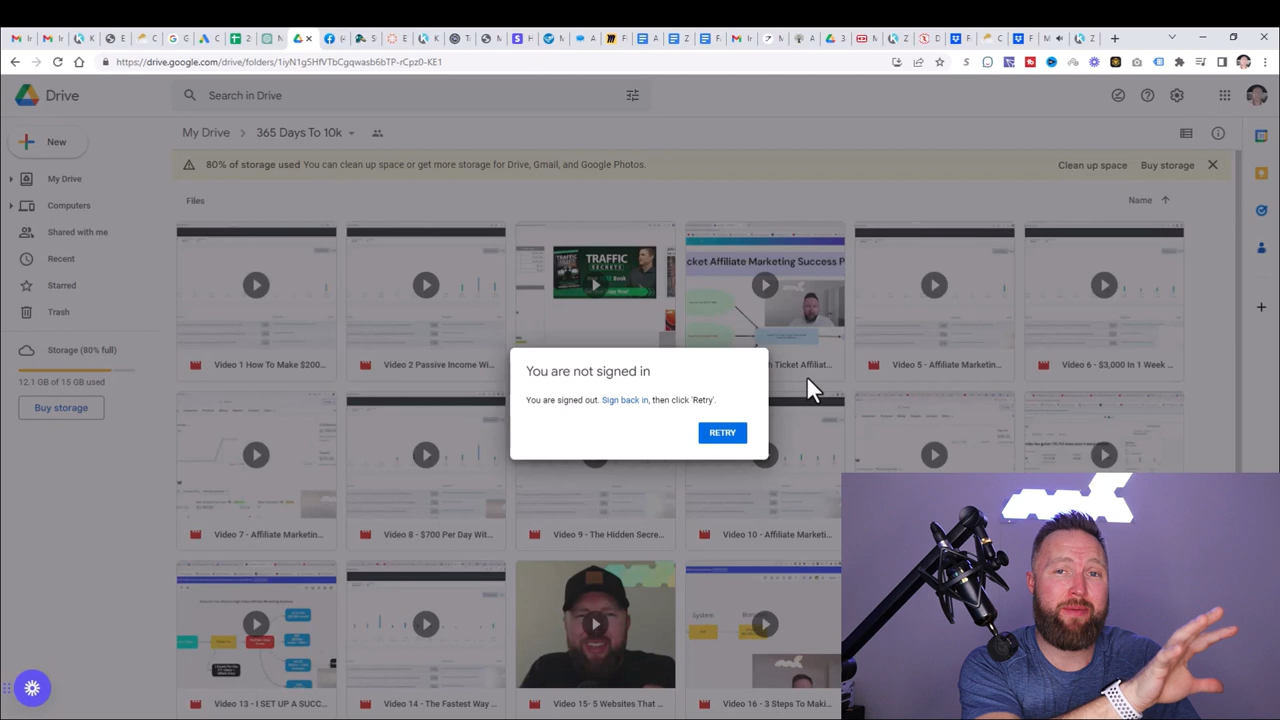 https://drive.google.com/drive/folders/1iyN1g5HfVTbCgqwasb6bTP-rCpz0-KE1
Drive
Search in Drive
New
My Drive
Computers
Shared with me
Recent
Starred
Trash
Storage (80% full)
12.1 GB of 15 GB used
Buy storage
My Drive > 365 Days To 10k
80% of storage used You can clean up space or get more storage for Drive, Gmail, and Google Photos.
Clean up space Buy storage
Files
Name
TRAFFIC
SECRETS
icket Affiliate Marketing Success P
Video 1 How To Make $200...
Video 2 Passive Income Wi...
h Ticket Affiliat...
Video 5 - Affiliate Marketin...
Video 6 - $3,000 In 1 Week ...
You are not signed in
You are signed out. Sign back in, then click 'Retry'.
RETRY
Video 7 - Affiliate Marketin...
Video 8 - $700 Per Day Wit...
Video 9 - The Hidden Secre...
Video 10 - Affiliate Marketi...
System
Video 13 - I SET UP A SUCC...
Video 14 - The Fastest Way ...
Video 15- 5 Websites That ...
Video 16 - 3 Steps To Maki...